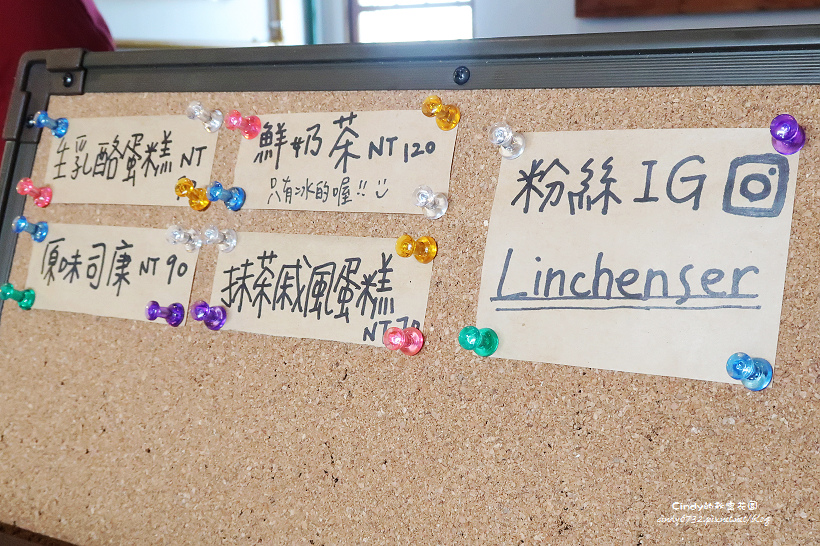 生乳酪蛋糕 NT
鮮奶茶 NT 120
只有冰的喔!! :)
原味司康 NT 90
抹茶戚風蛋糕
NT
粉絲 IG
Linchenser